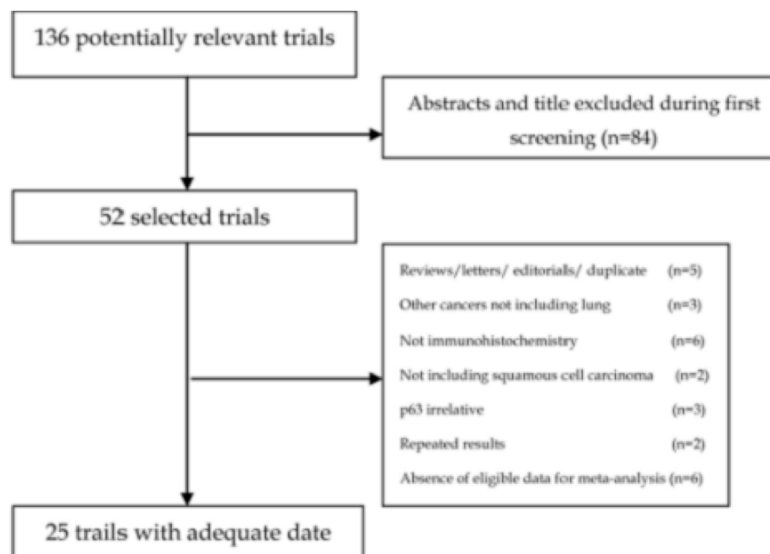 136 potentially relevant trials
Abstracts and title excluded during first
screening (n=84)
52 selected trials
Reviews/letters/ editorials/ duplicate (n=5)
Other cancers not including lung (n=3)
Not immunohistochemistry (n=6)
Not including squamous cell carcinoma (n=2)
p63 irrelative (n=3)
Repeated results (n=2)
Absence of eligible data for meta-analysis (n=6)
25 trails with adequate date